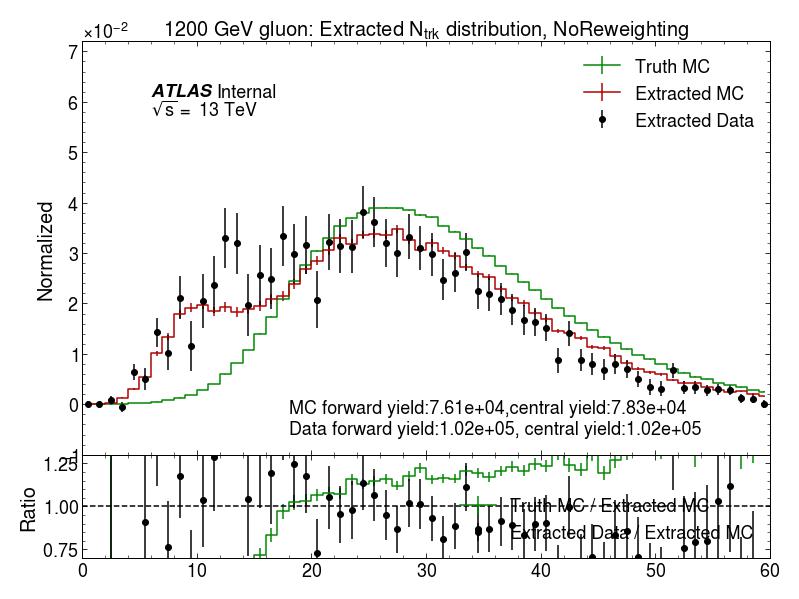 ×10⁻²
1200 GeV gluon: Extracted Nₜᵣₖ distribution, NoReweighting
7
6
5
4
3
2
1
0
Normalized
ATLAS Internal
√s = 13 TeV
Truth MC
Extracted MC
Extracted Data
MC forward yield:7.61e+04,central yield:7.83e+04
Data forward yield:1.02e+05, central yield:1.02e+05
1.25
1.00
0.75
Ratio
Truth MC / Extracted MC
Extracted Data / Extracted MC
0 10 20 30 40 50 60